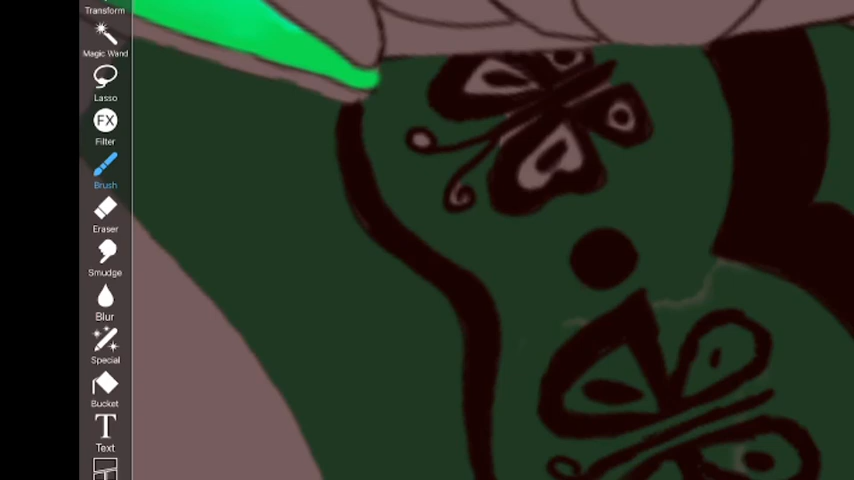 Transform
Magic Wand
Lasso
FX
Filter
Brush
Eraser
Smudge
Blur
Special
Bucket
T
Text